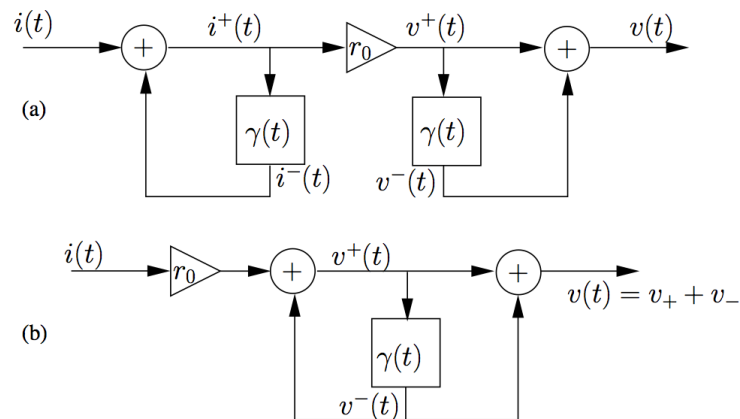 i(t) + i⁺(t) r₀ v⁺(t) + v(t)
(a) γ(t) γ(t)
i⁻(t) v⁻(t)
i(t) r₀ + v⁺(t) +
v(t) = v₊ + v₋
(b) γ(t)
v⁻(t)